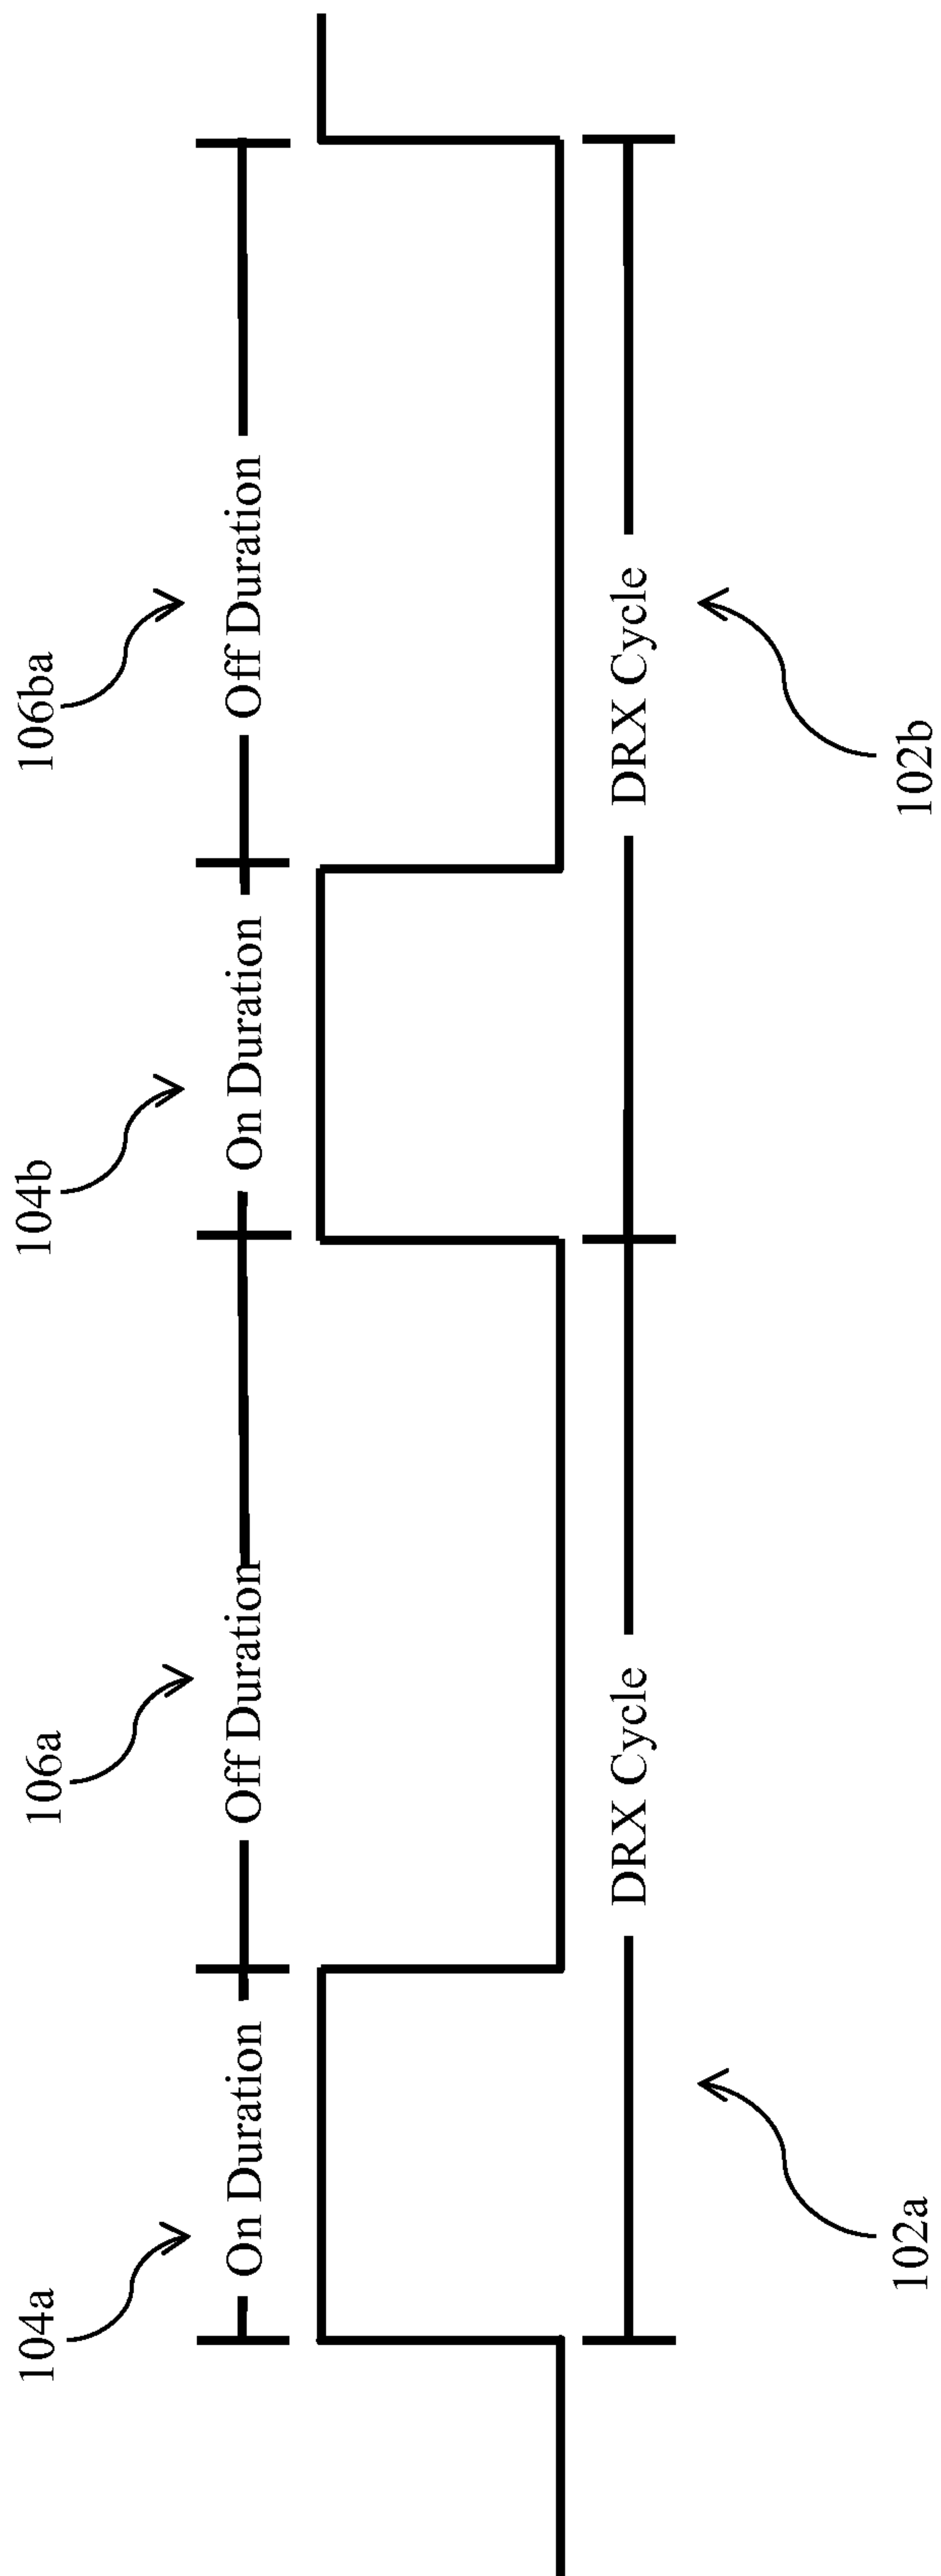 104a
106a
104b
106ba
On Duration
Off Duration
On Duration
Off Duration
DRX Cycle
DRX Cycle
102a
102b